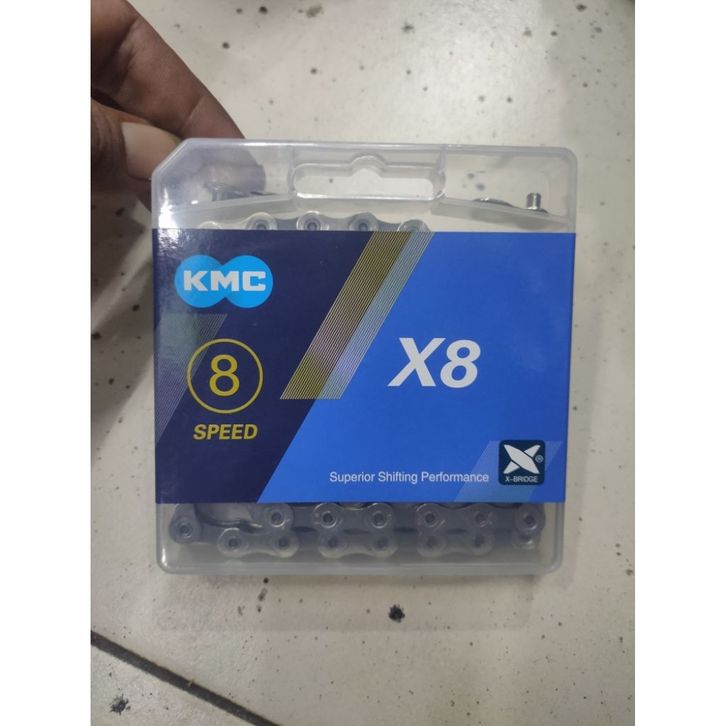 KMC
8
SPEED
X8
Superior Shifting Performance
®
X-BRIDGE